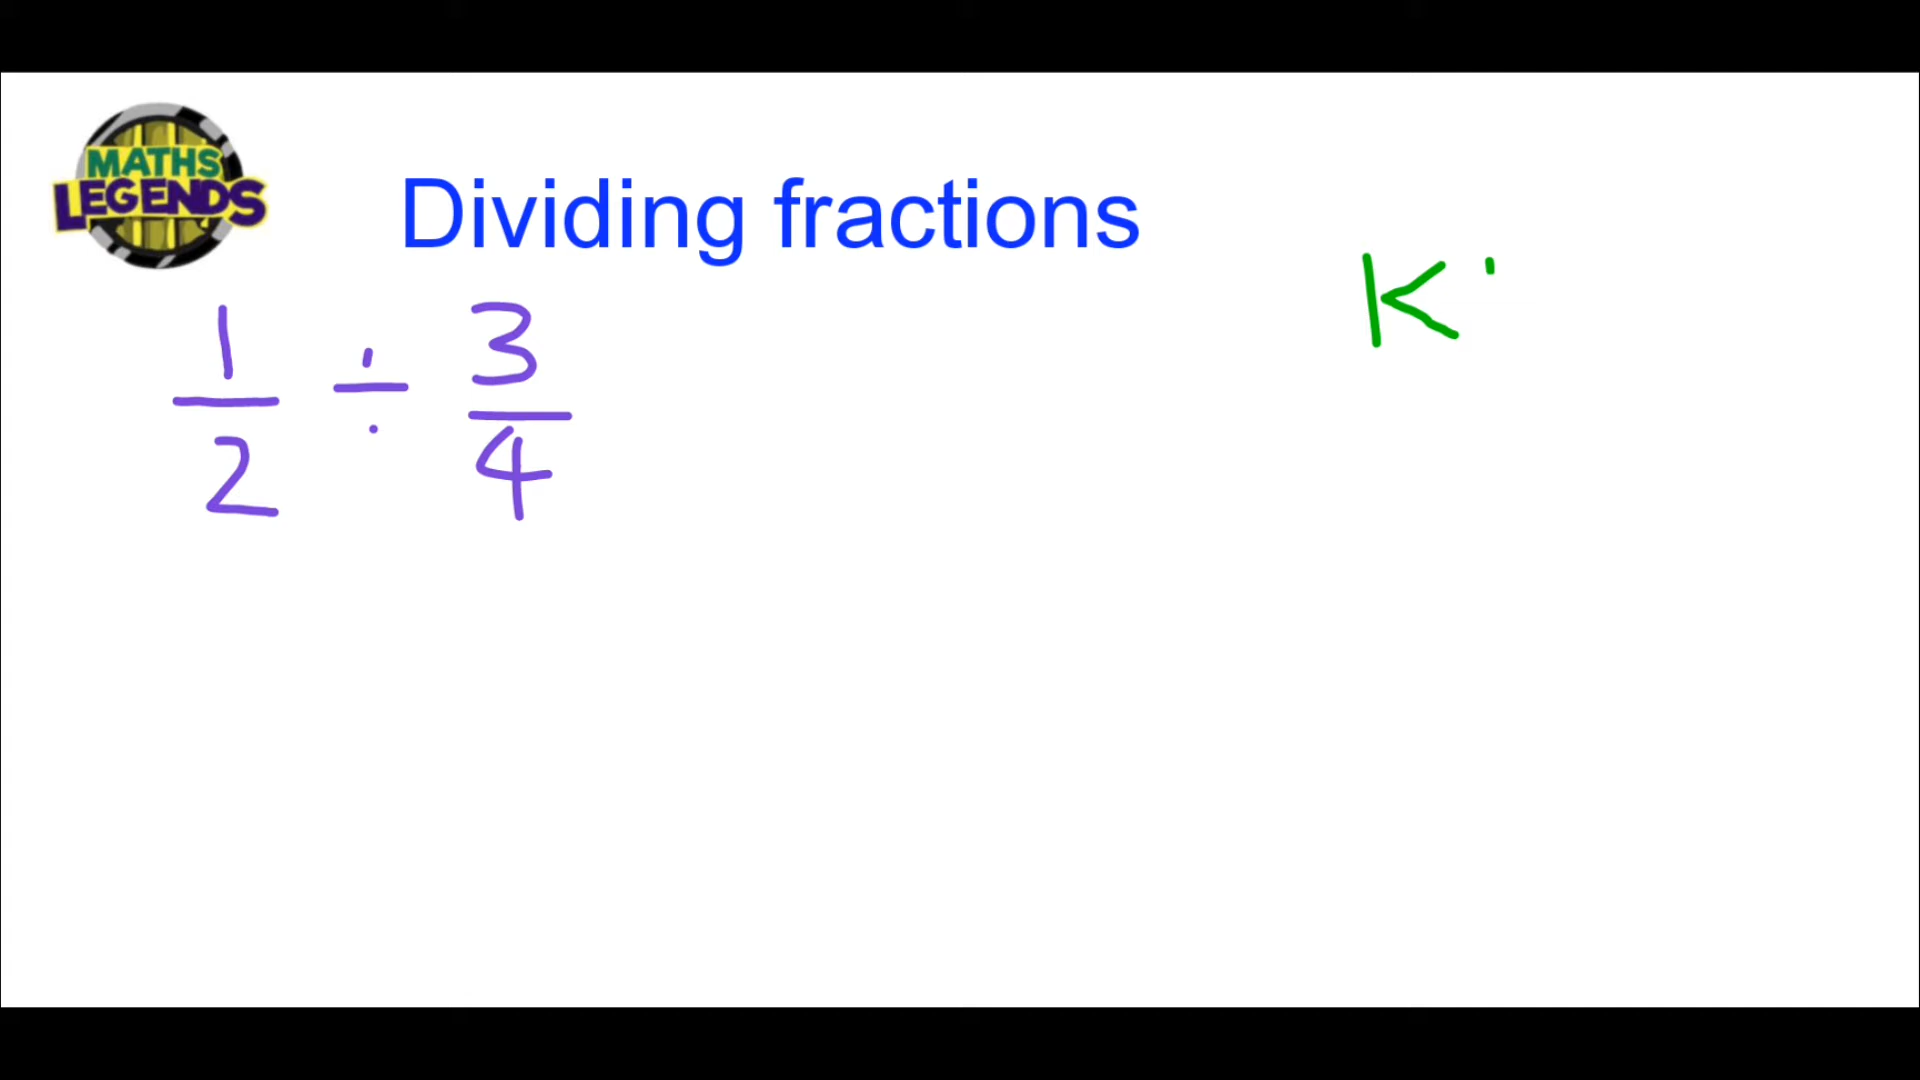 MATHS
LEGENDS
Dividing fractions
K
1/2 ÷ 3/4